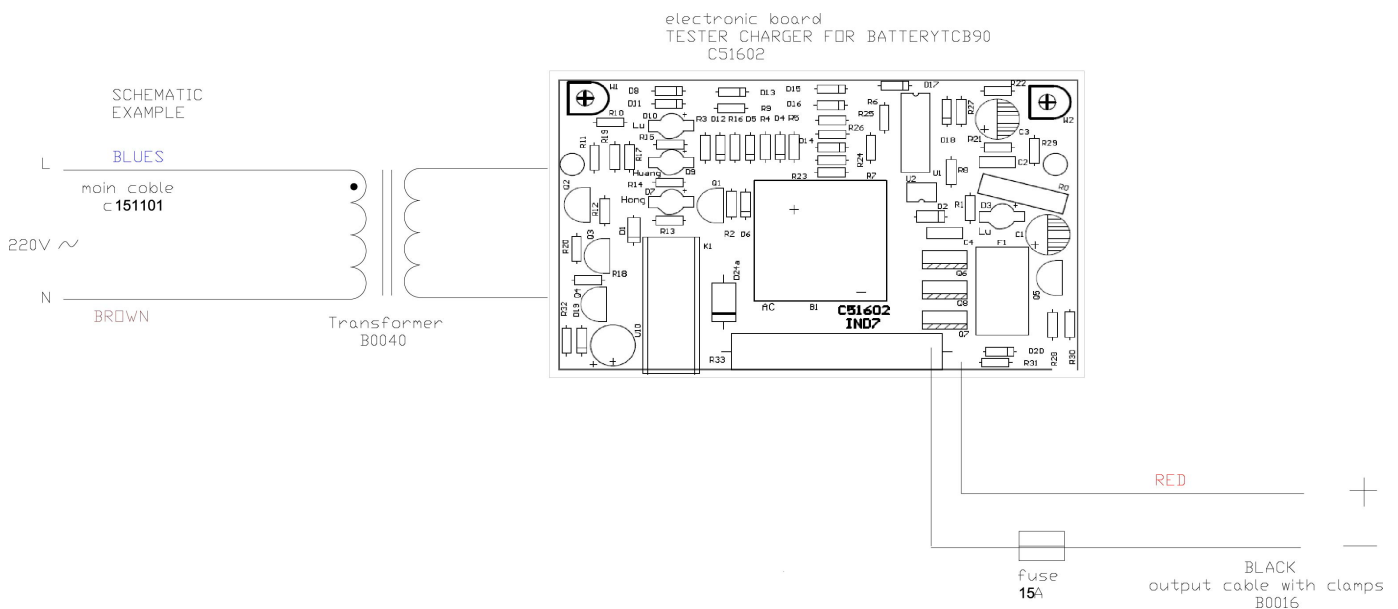 electronic board
TESTER CHARGER FOR BATTERYTCB90
C51602
SCHEMATIC
EXAMPLE
L
BLUES
main cable
c 151101
220V ~
N
BROWN
Transformer
B0040
W1
D8
D11
R10
D10
Lu
R15
R11
R19
R17
Huang
D9
R14
D7
Hong
R13
Q2
R12
D1
Q3
R20
R18
Q4
D19
R32
U10
K1
D13
R9
R3 D12 R16 D5 R4 D4 R5
Q1
R2 D6
D24a
D15
D16
R26
D14
R23
R6
R25
R24
R7
D17
U1
U2
D18
R27
R22
R21
C3
C2
R8
R29
W2
R0
R1
D3
Lu
D2
C4
C1
F1
Q6
Q8
Q7
Q5
AC
B1
+
-
C51602
IND7
R33
D20
R31
R28
R30
RED
+
fuse
15A
BLACK
-
output cable with clamps
B0016